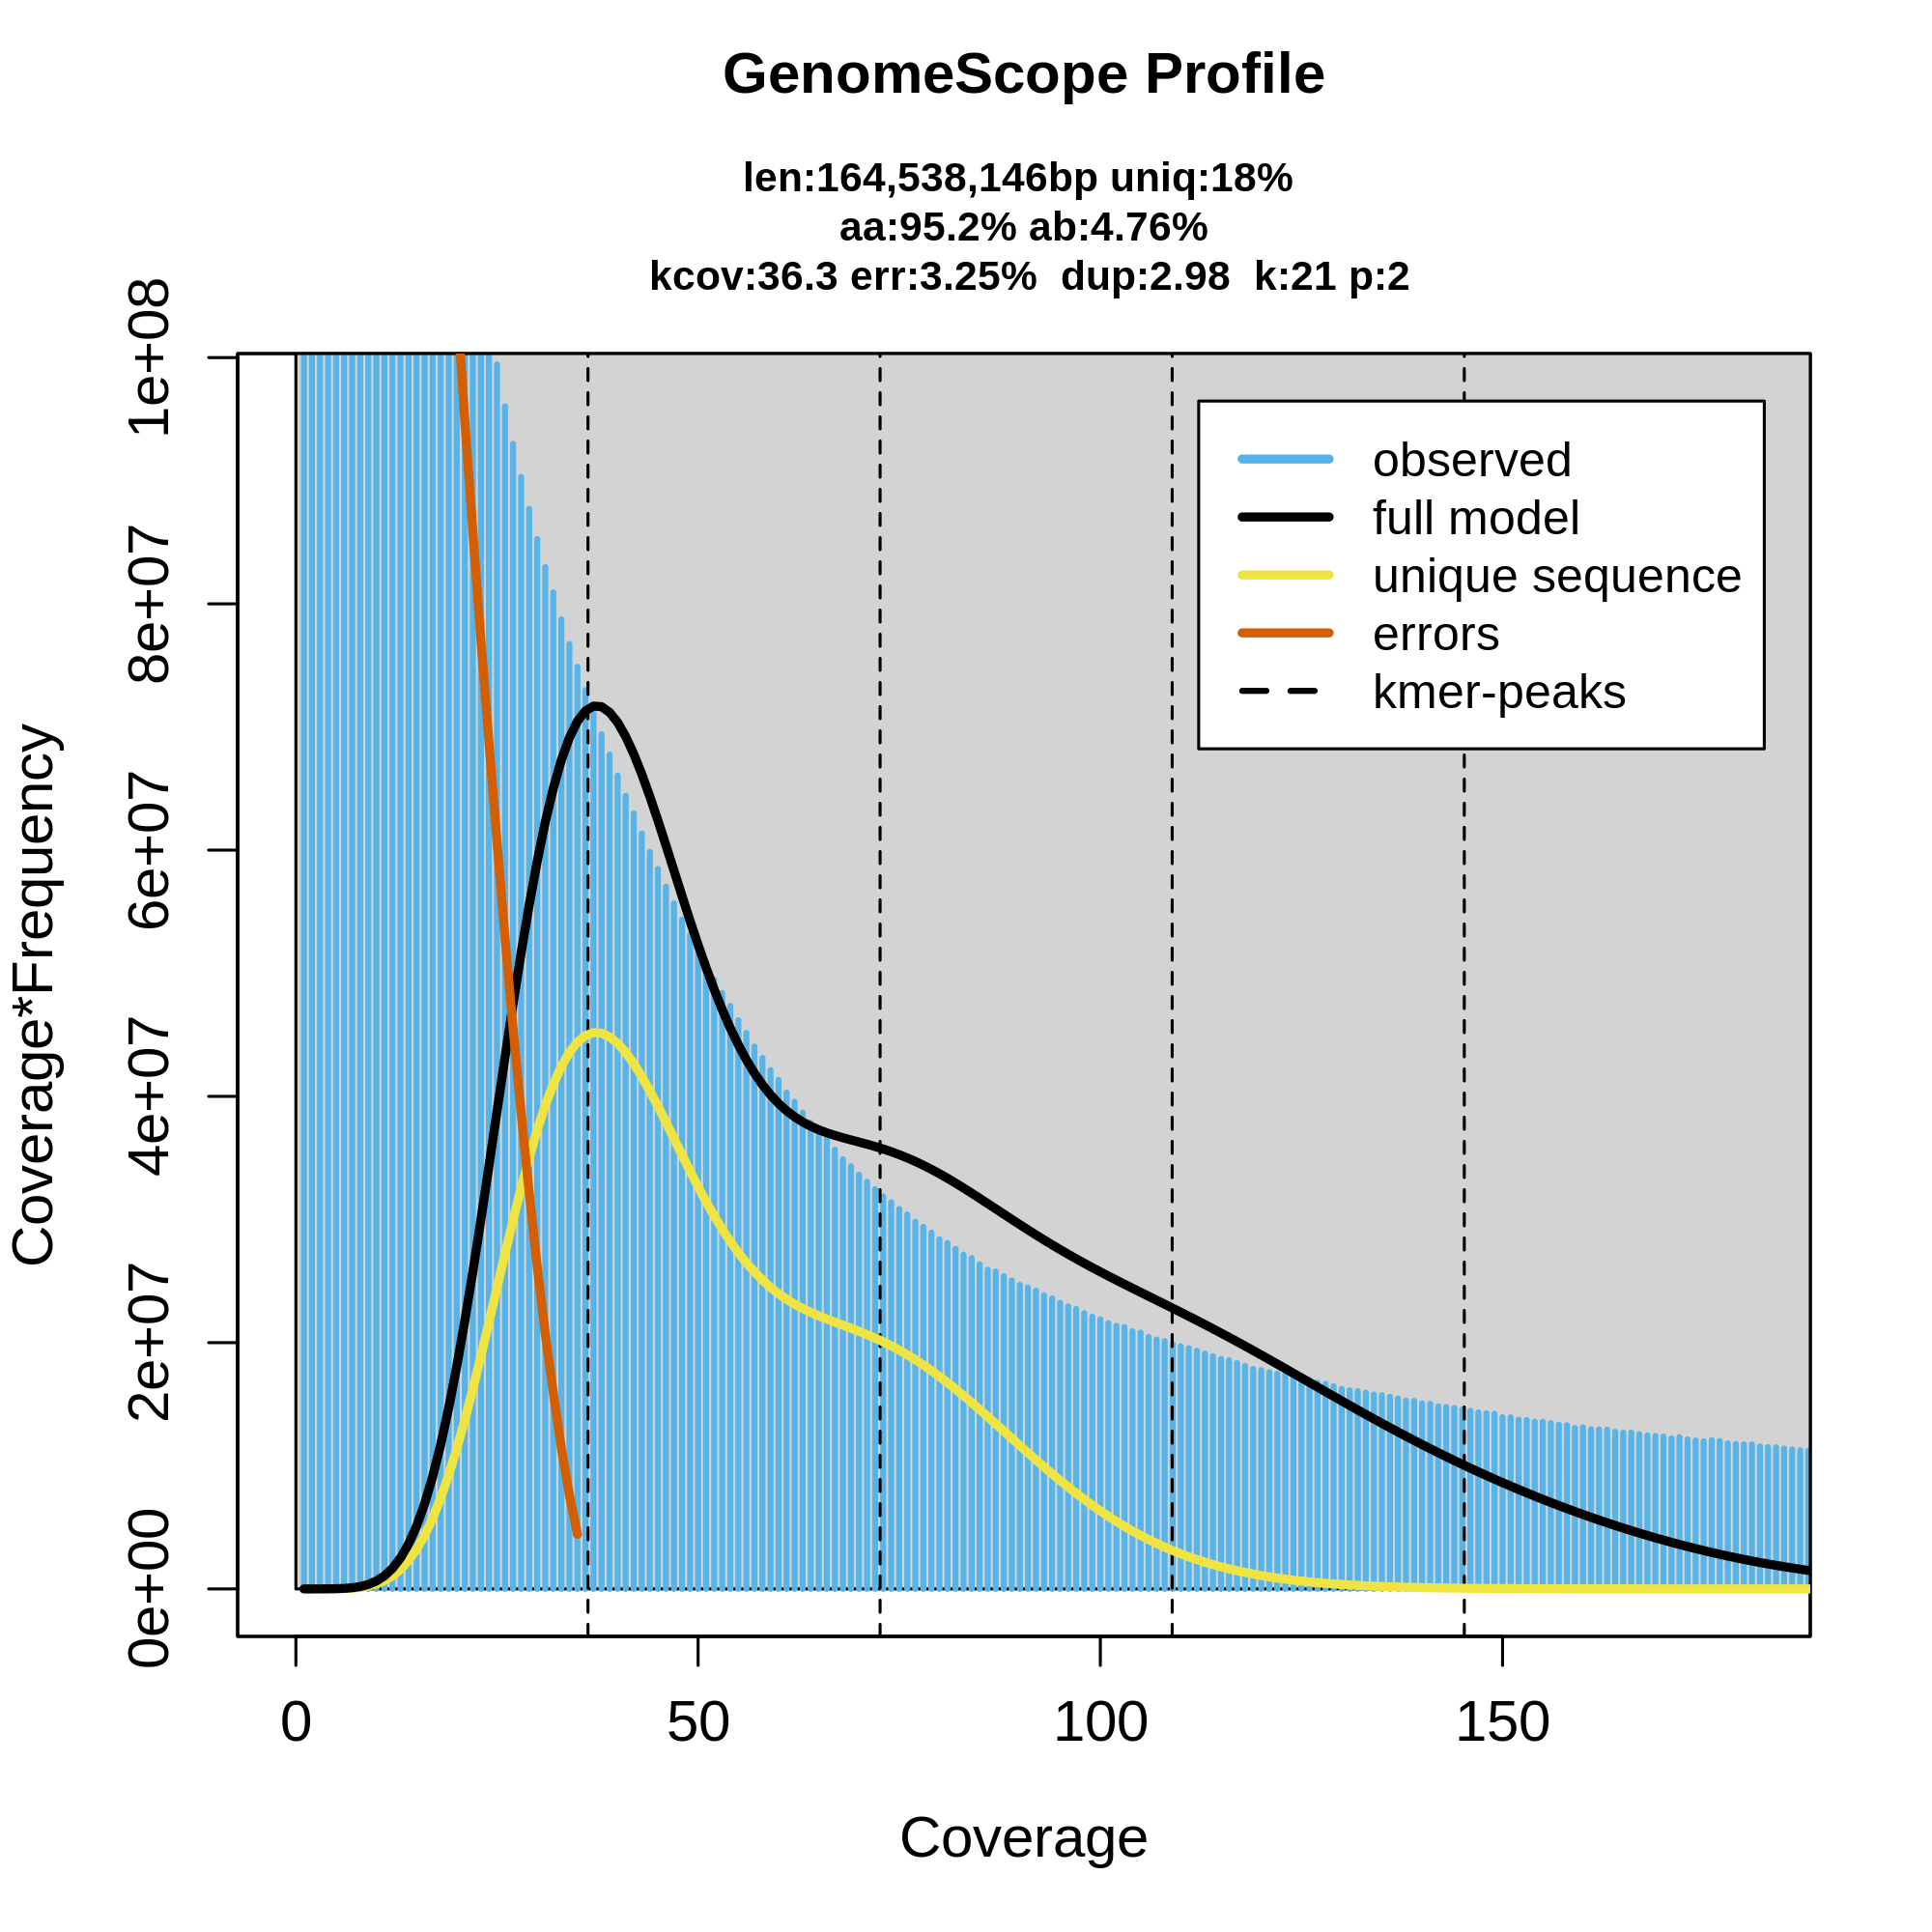 GenomeScope Profile
len:164,538,146bp uniq:18%
aa:95.2% ab:4.76%
kcov:36.3 err:3.25%  dup:2.98  k:21 p:2
observed
full model
unique sequence
errors
kmer-peaks
Coverage*Frequency
1e+08
8e+07
6e+07
4e+07
2e+07
0e+00
0 50 100 150
Coverage